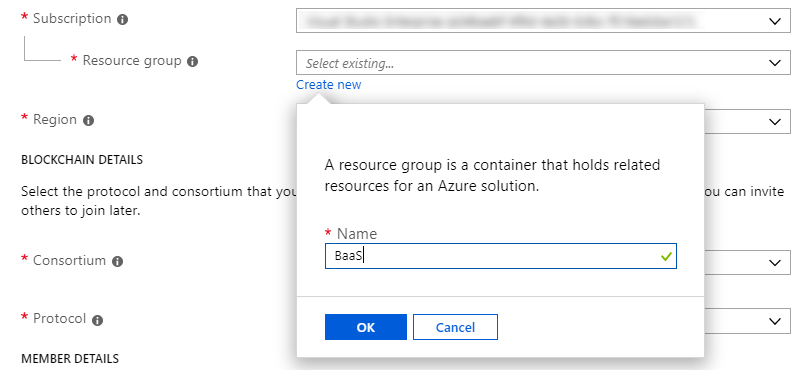 * Subscription
* Resource group
Select existing...
Create new
* Region
A resource group is a container that holds related
resources for an Azure solution.
BLOCKCHAIN DETAILS
Select the protocol and consortium that you
ou can invite
others to join later.
* Name
BaaS
* Consortium
* Protocol
OK
Cancel
MEMBER DETAILS